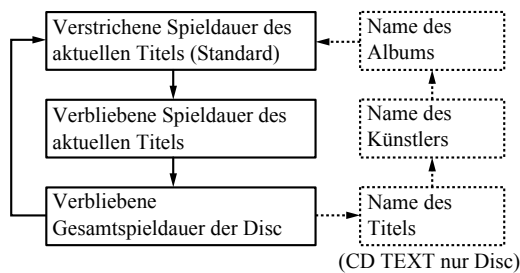 Verstrichene Spieldauer des
aktuellen Titels (Standard)
Name des
Albums
Verbliebene Spieldauer des
aktuellen Titels
Name des
Künstlers
Verbliebene
Gesamtspieldauer der Disc
Name des
Titels
(CD TEXT nur Disc)